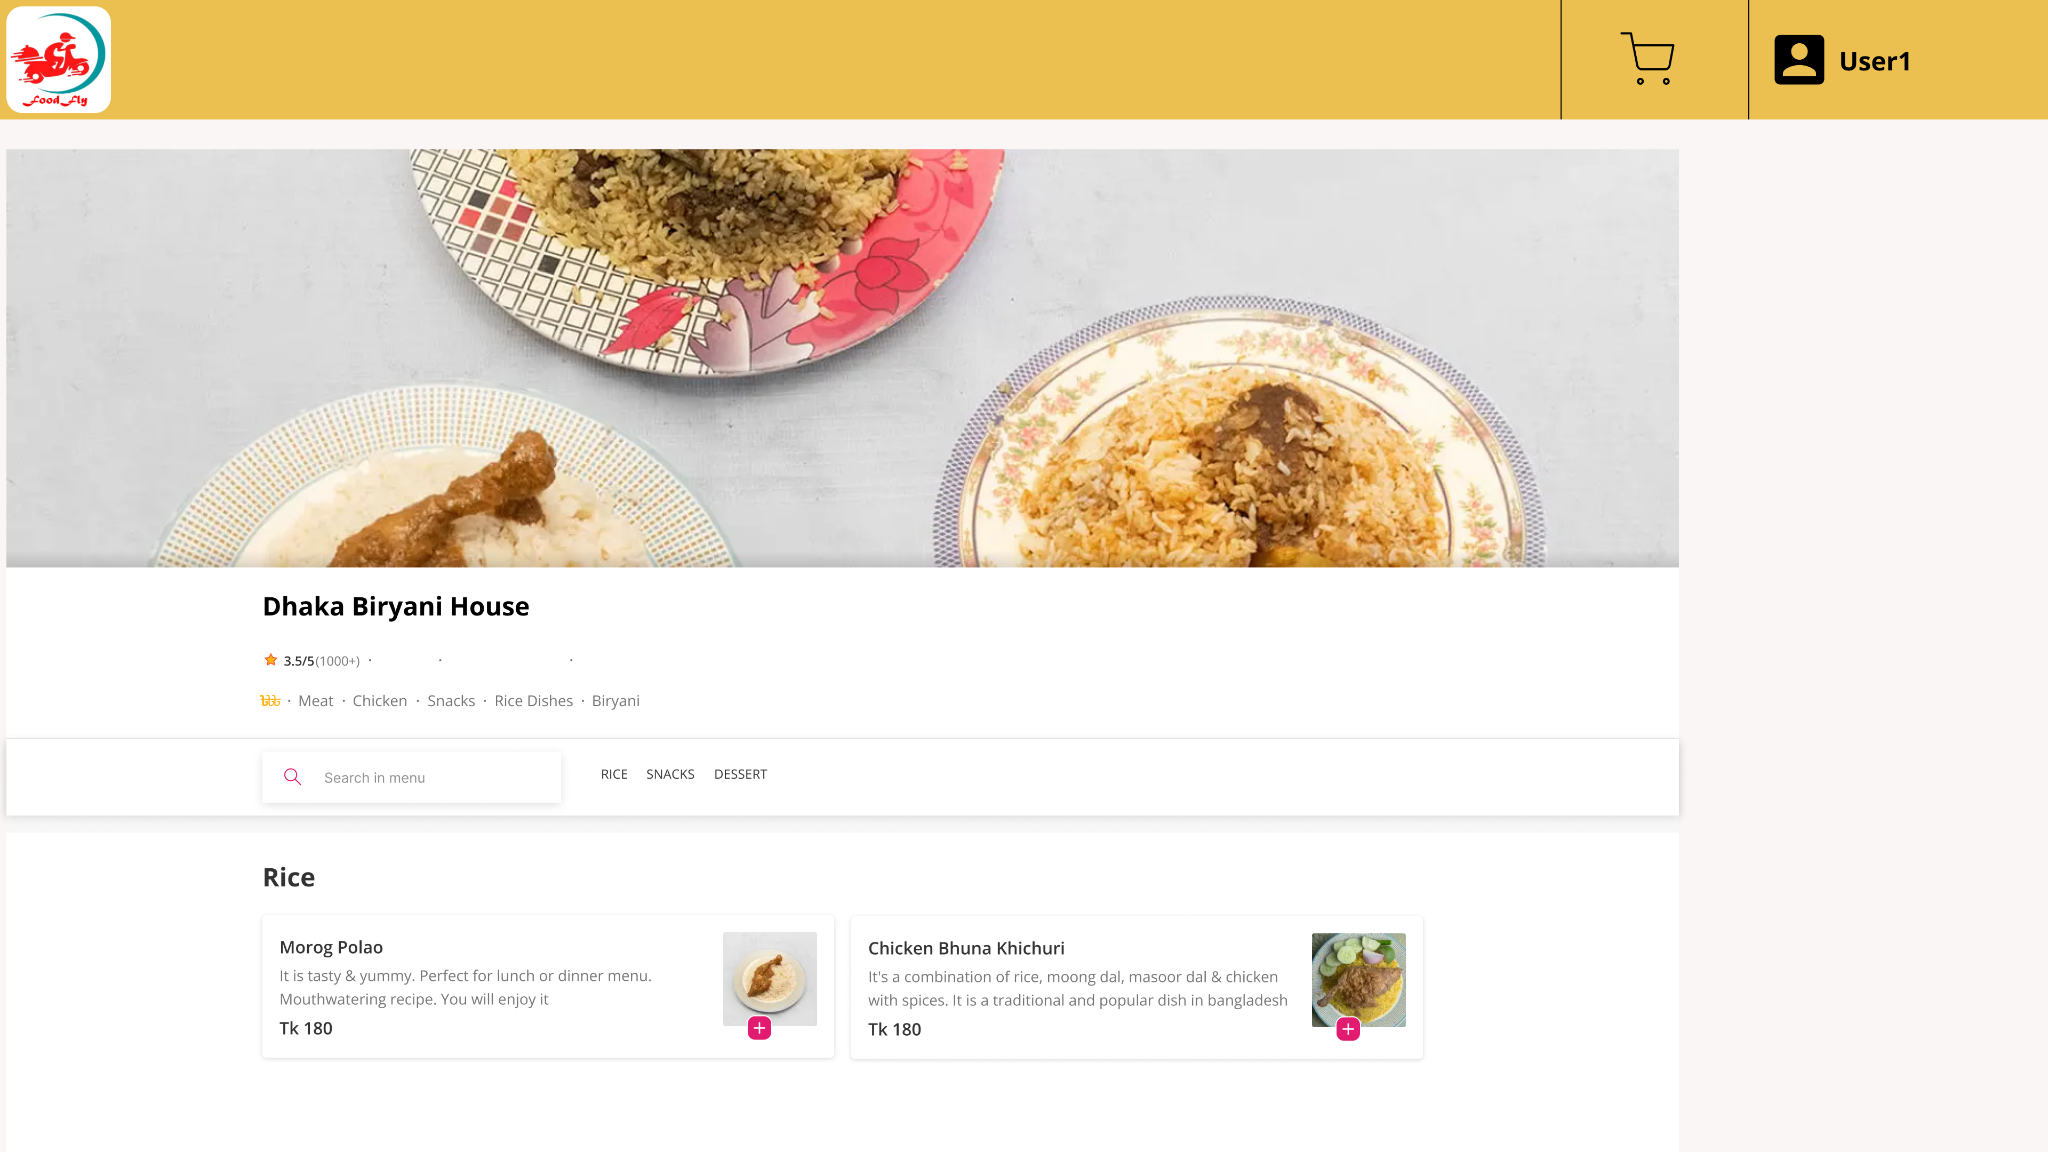 Food Fly
User1
Dhaka Biryani House
3.5/5(1000+) · · ·
· Meat · Chicken · Snacks · Rice Dishes · Biryani
Search in menu
RICE SNACKS DESSERT
Rice
Morog Polao
It is tasty & yummy. Perfect for lunch or dinner menu.
Mouthwatering recipe. You will enjoy it
Tk 180
Chicken Bhuna Khichuri
It's a combination of rice, moong dal, masoor dal & chicken
with spices. It is a traditional and popular dish in bangladesh
Tk 180